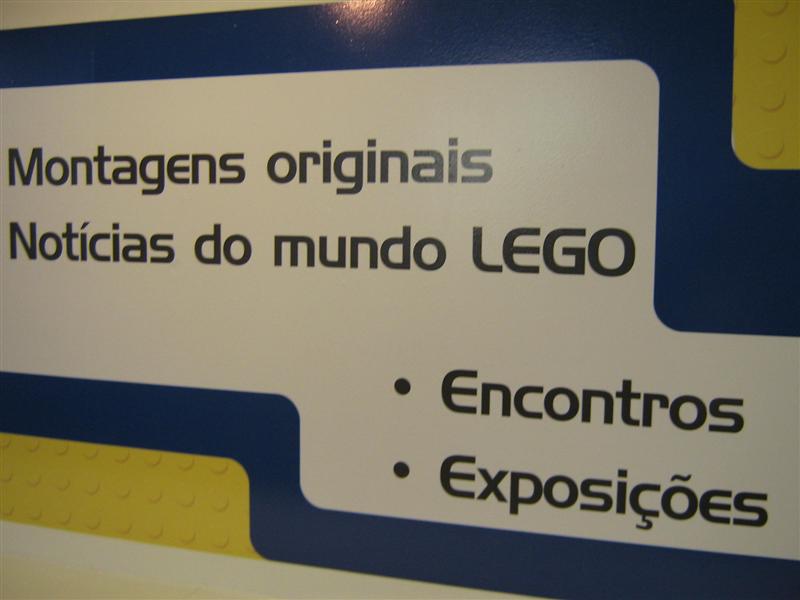 Montagens originais
Notícias do mundo LEGO
• Encontros
• Exposições